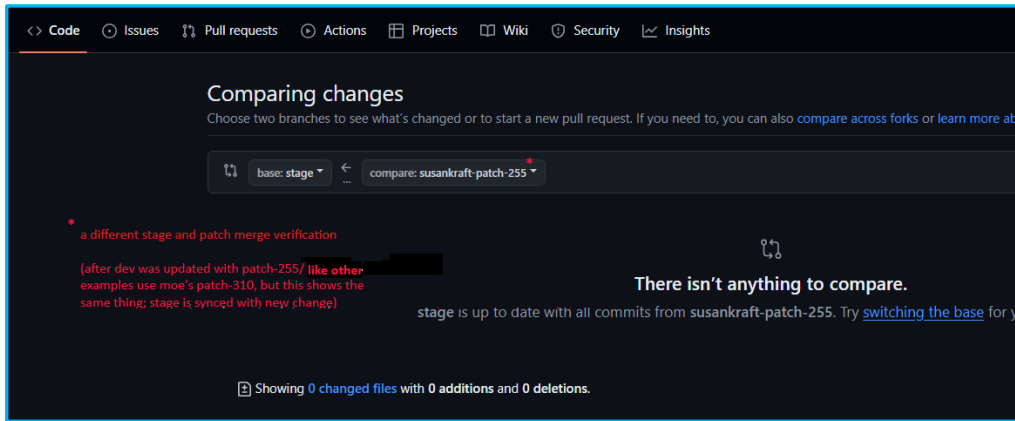 <> Code Issues Pull requests Actions Projects Wiki Security Insights
Comparing changes
Choose two branches to see what's changed or to start a new pull request. If you need to, you can also compare across forks or learn more ab
base: stage ← ... compare: susankraft-patch-255 *
* a different stage and patch merge verification
(after dev was updated with patch-255/ like other
examples use moe's patch-310, but this shows the
same thing; stage is synced with new change)
There isn't anything to compare.
stage is up to date with all commits from susankraft-patch-255. Try switching the base for y
Showing 0 changed files with 0 additions and 0 deletions.